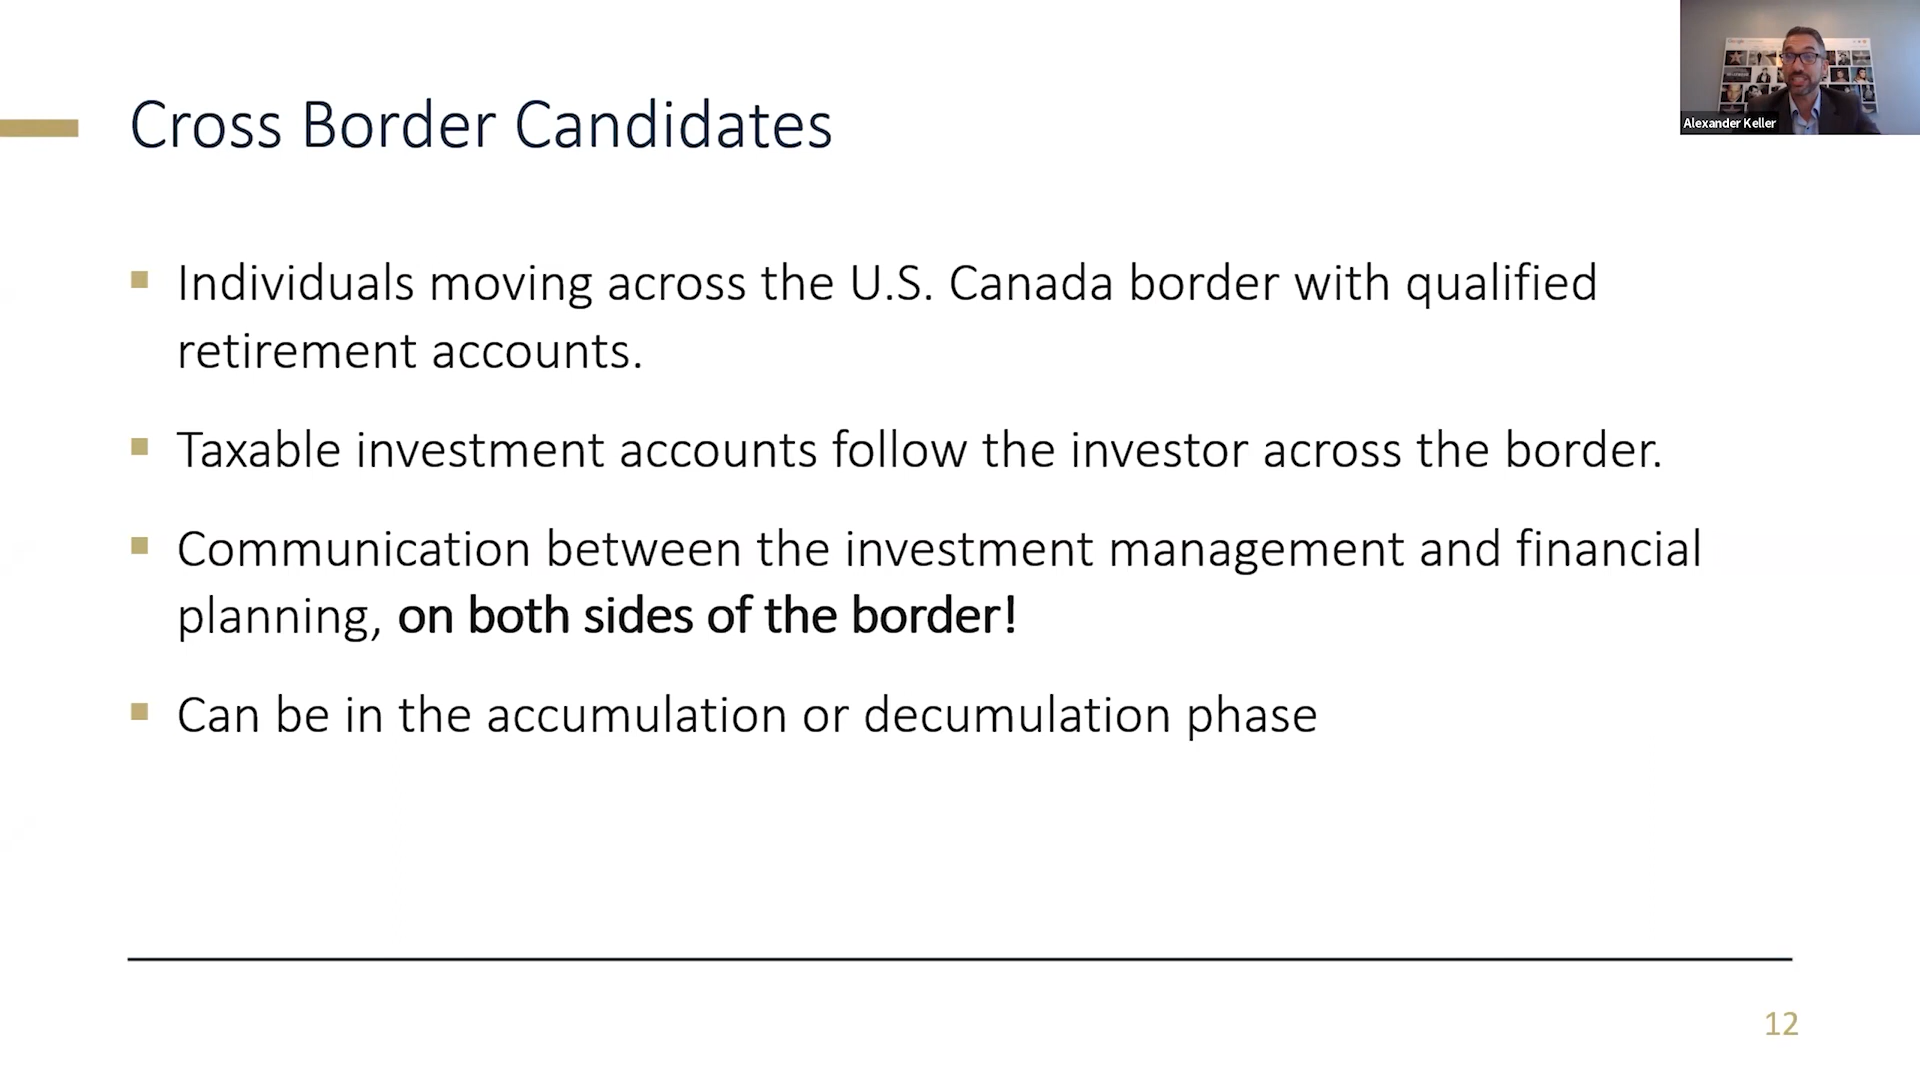 Alexander Keller
Cross Border Candidates
Individuals moving across the U.S. Canada border with qualified
retirement accounts.
Taxable investment accounts follow the investor across the border.
Communication between the investment management and financial
planning, on both sides of the border!
Can be in the accumulation or decumulation phase
12